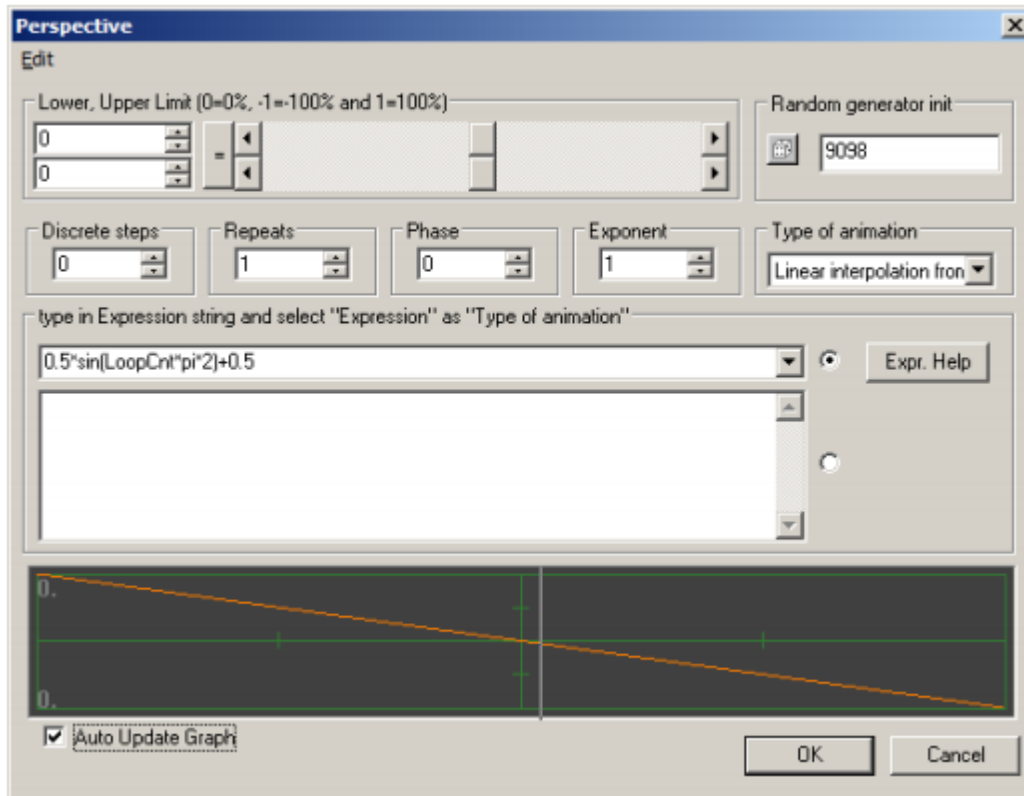 Perspective
Edit
Lower, Upper Limit (0=0%, -1=-100% and 1=100%)
Random generator init
0
=
9098
0
Discrete steps
Repeats
Phase
Exponent
Type of animation
0
1
0
1
Linear interpolation fron
type in Expression string and select "Expression" as "Type of animation"
0.5*sin(LoopCnt*pi*2)+0.5
Expr. Help
0.
0.
Auto Update Graph
OK
Cancel